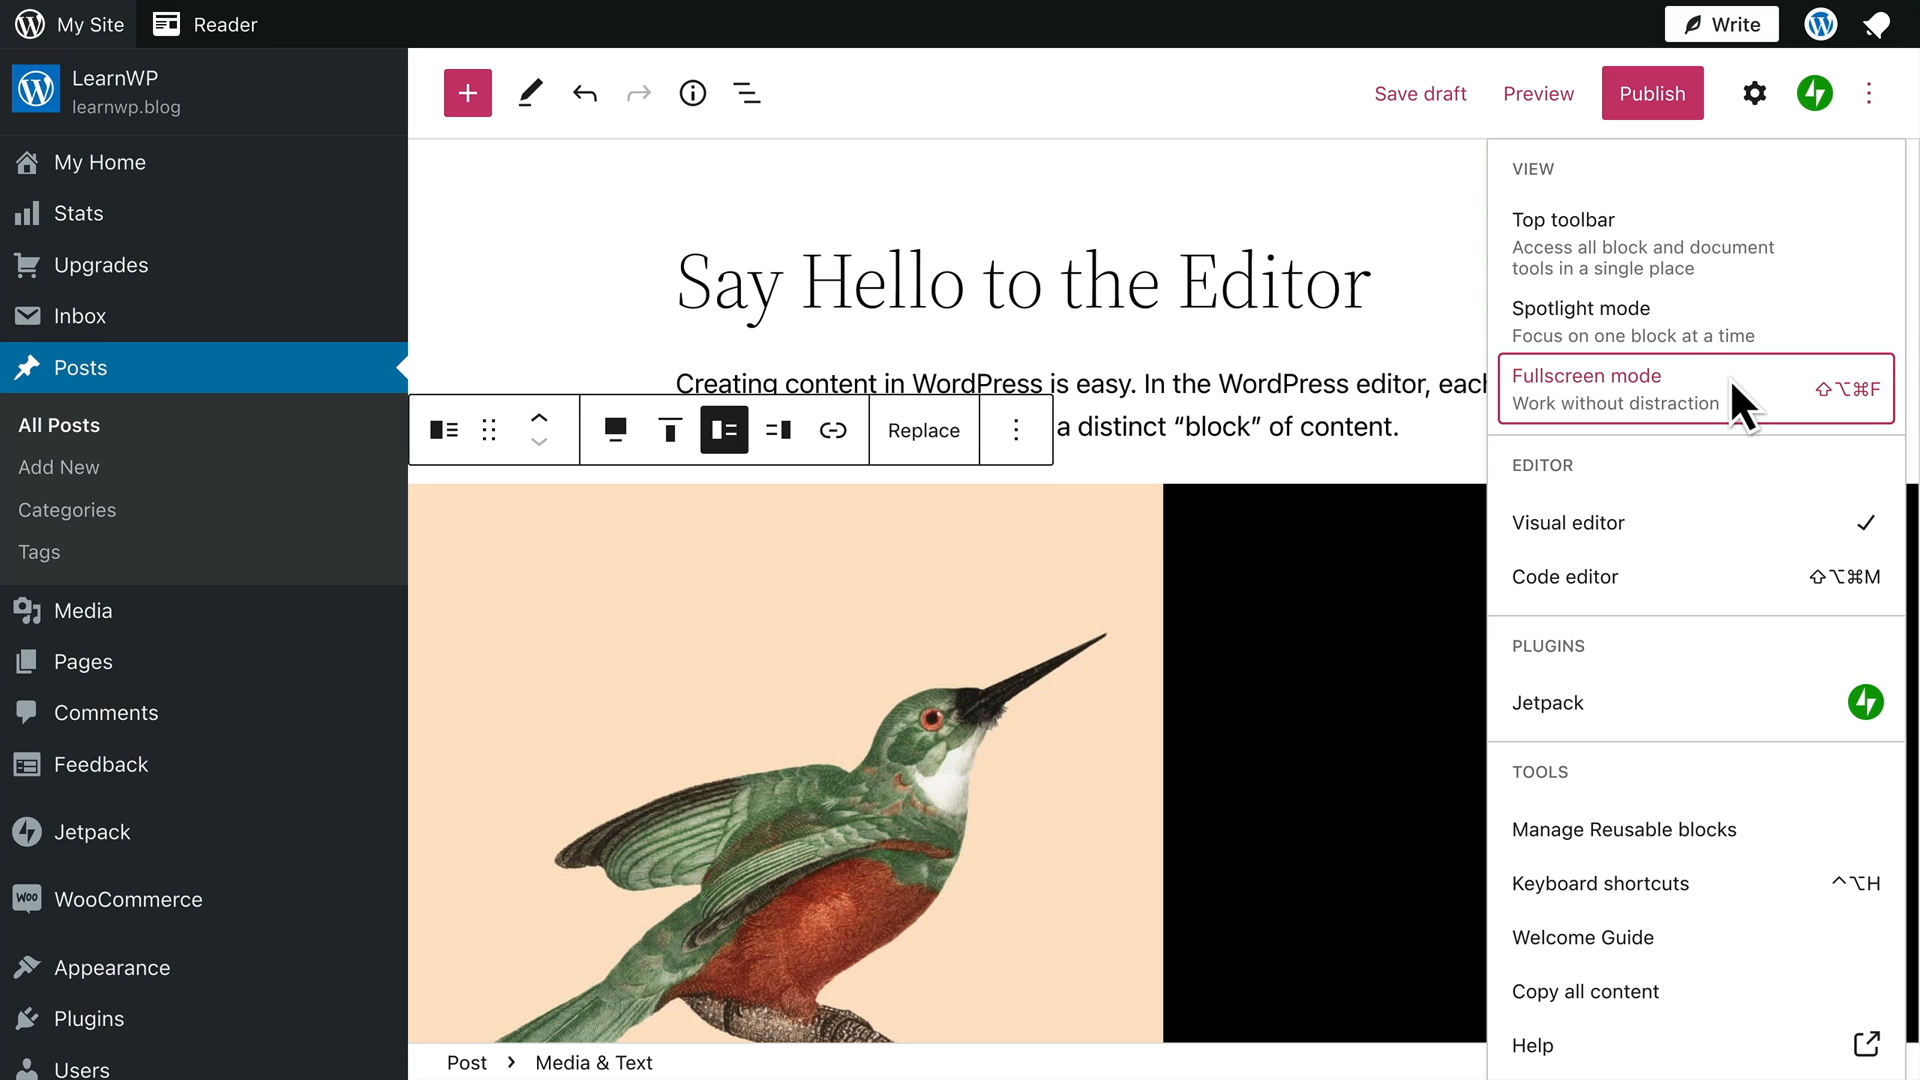 My Site
Reader
Write
LearnWP
learnwp.blog
My Home
Stats
Upgrades
Inbox
Posts
All Posts
Add New
Categories
Tags
Media
Pages
Comments
Feedback
Jetpack
WOO WooCommerce
Appearance
Plugins
Users
Save draft
Preview
Publish
Say Hello to the Editor
Creating content in WordPress is easy. In the WordPress editor, each
a distinct “block” of content.
Replace
Post > Media & Text
VIEW
Top toolbar
Access all block and document
tools in a single place
Spotlight mode
Focus on one block at a time
Fullscreen mode ⇧⌥⌘F
Work without distraction
EDITOR
Visual editor ✓
Code editor ⇧⌥⌘M
PLUGINS
Jetpack
TOOLS
Manage Reusable blocks
Keyboard shortcuts ⌃⌥H
Welcome Guide
Copy all content
Help